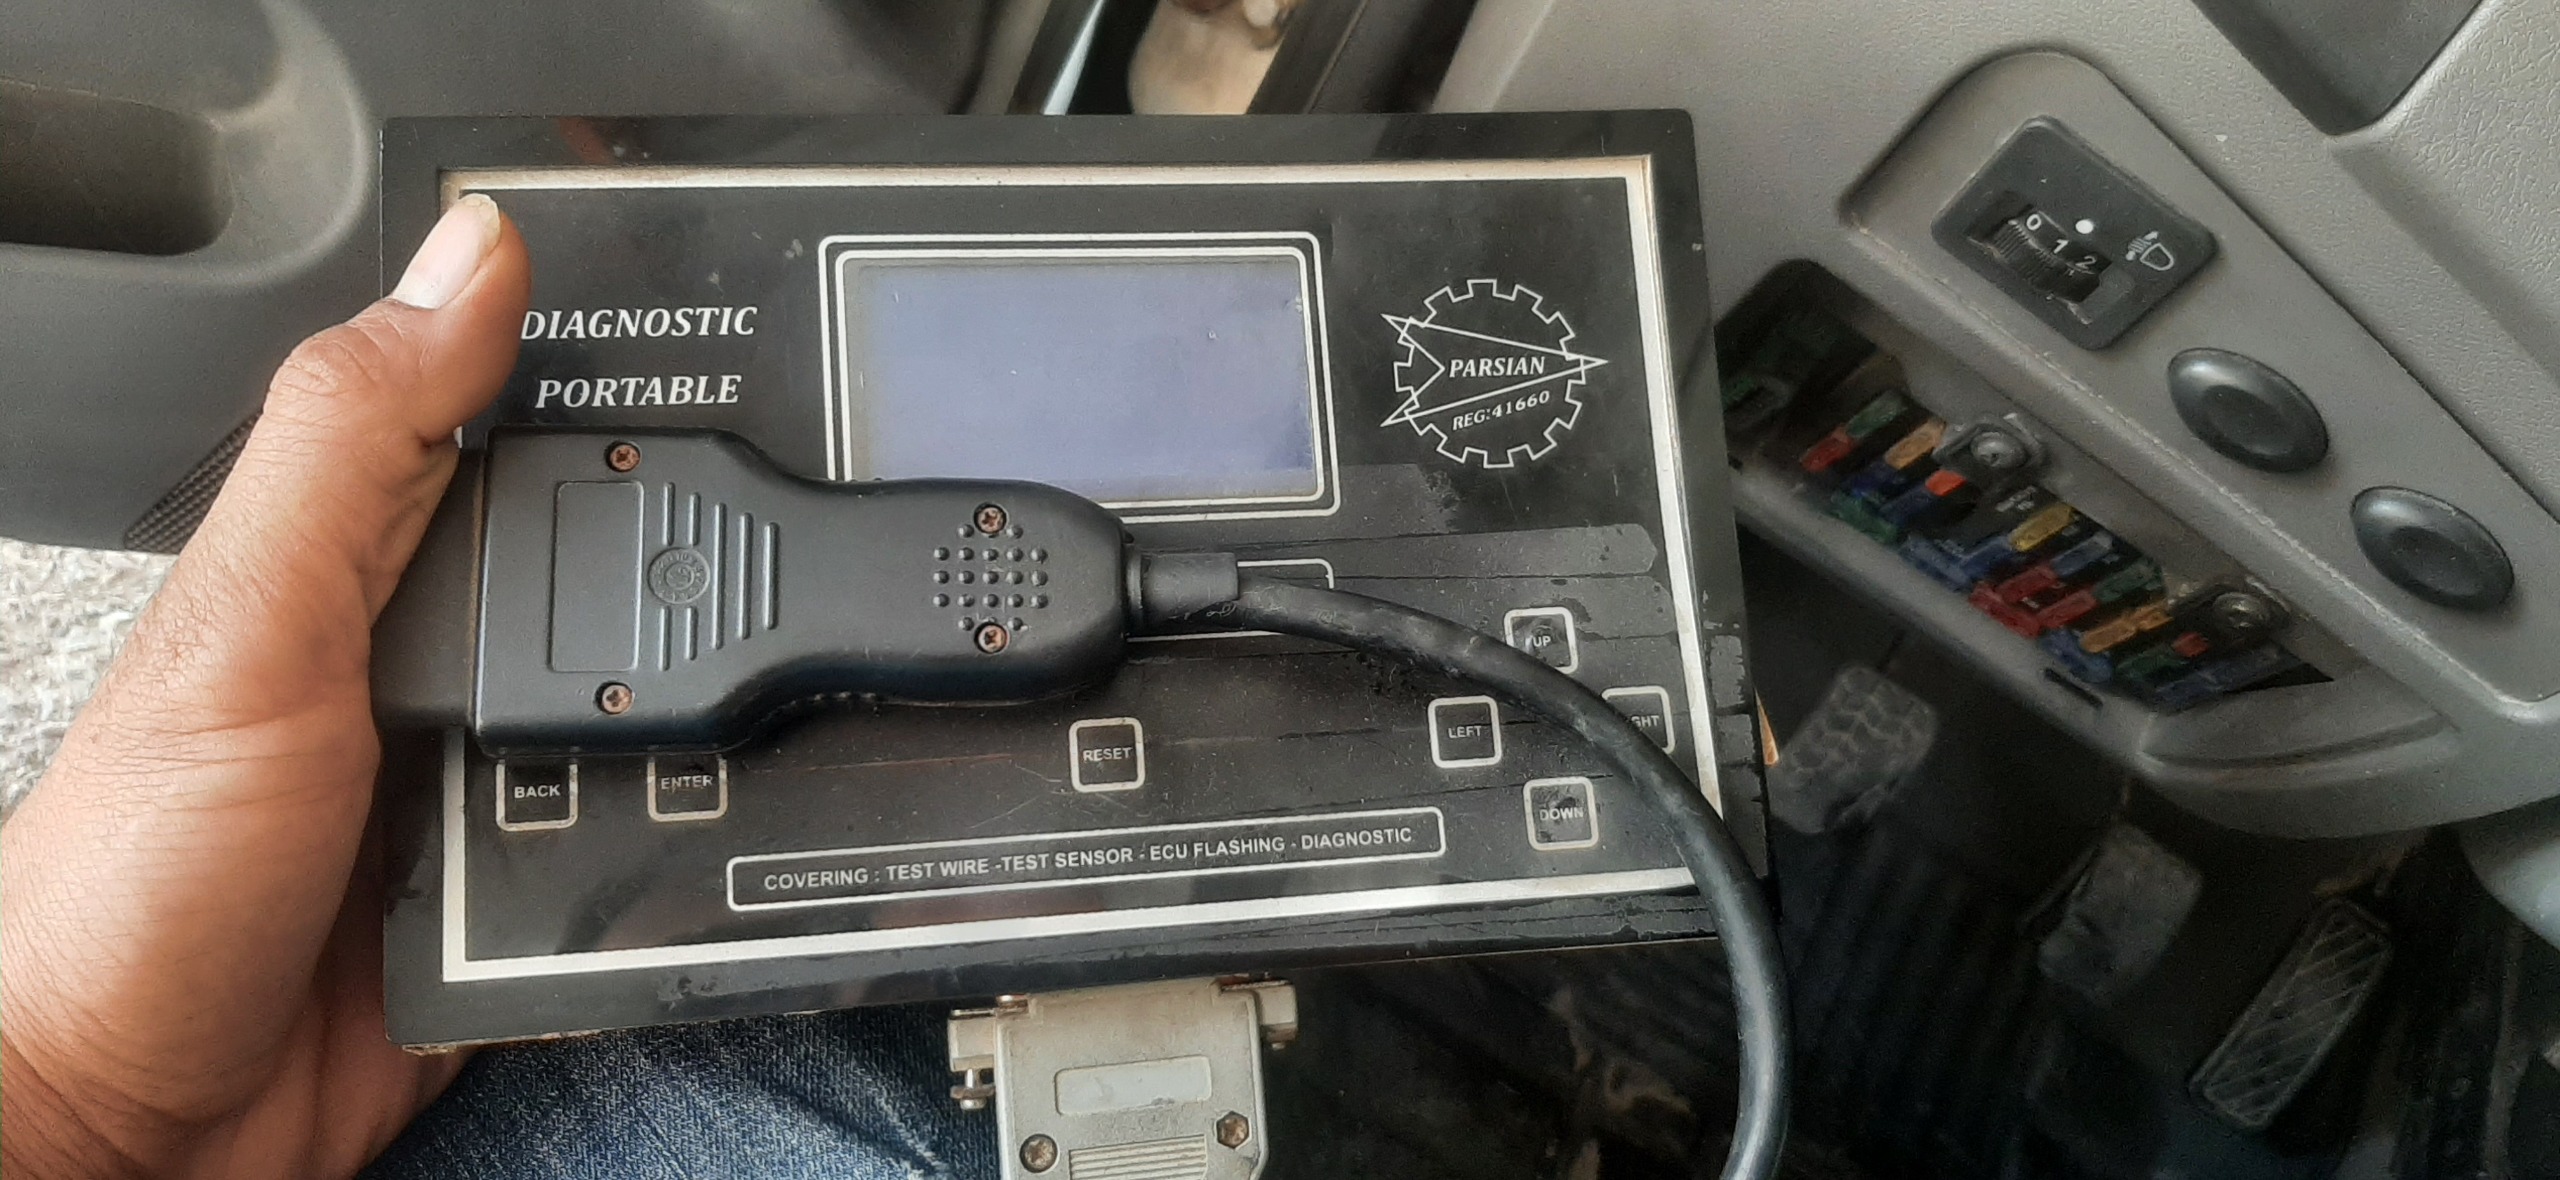 DIAGNOSTIC
PORTABLE
PARSIAN
REG:41660
0 1 2
UP
LEFT
RESET
BACK
ENTER
DOWN
COVERING : TEST WIRE -TEST SENSOR - ECU FLASHING - DIAGNOSTIC